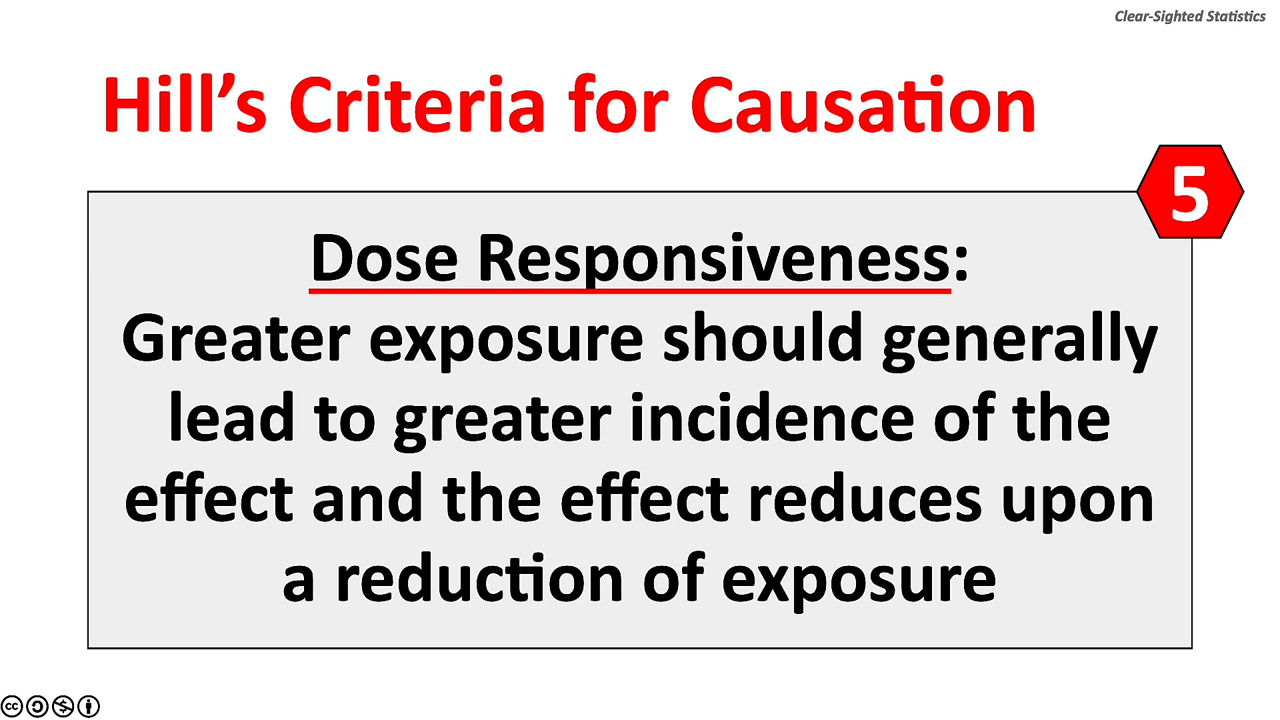 Clear-Sighted Statistics
Hill's Criteria for Causation
5
Dose Responsiveness:
Greater exposure should generally
lead to greater incidence of the
effect and the effect reduces upon
a reduction of exposure
cc